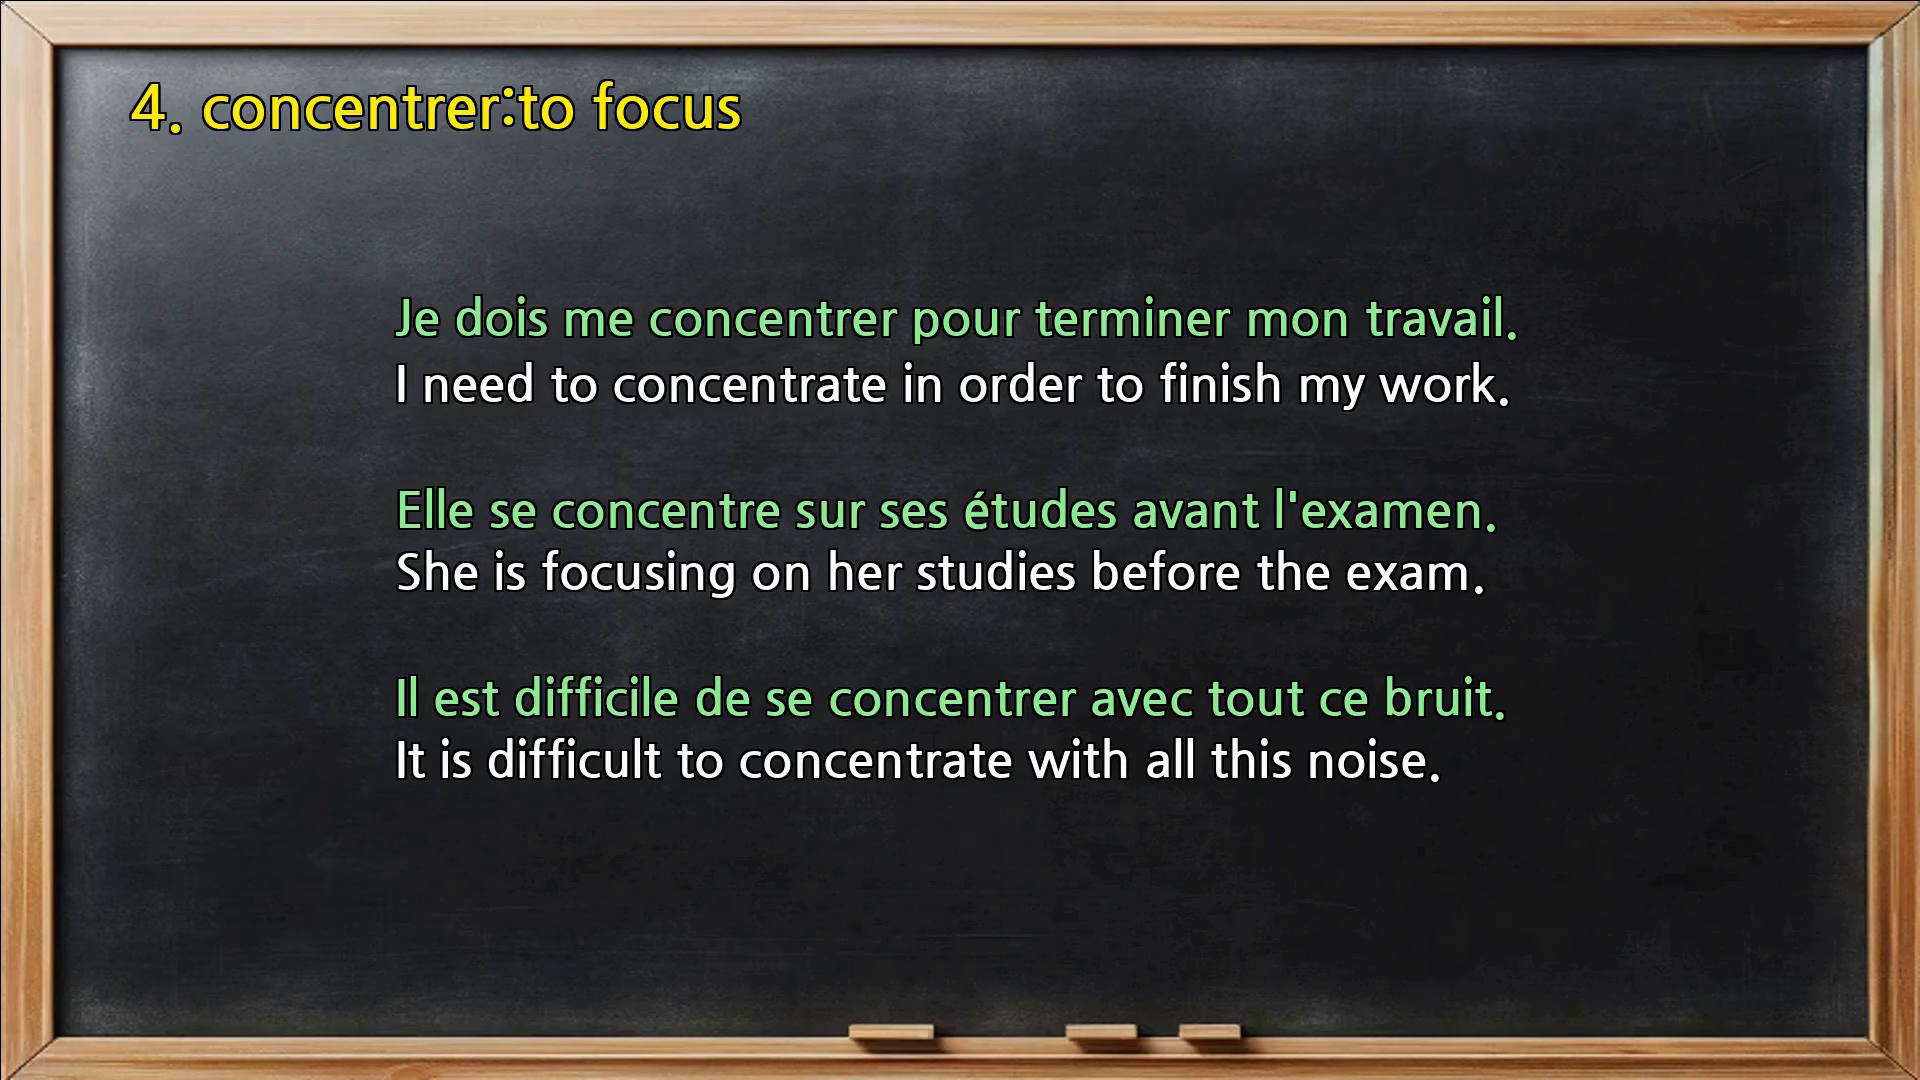 4. concentrer:to focus
Je dois me concentrer pour terminer mon travail.
I need to concentrate in order to finish my work.
Elle se concentre sur ses études avant l'examen.
She is focusing on her studies before the exam.
Il est difficile de se concentrer avec tout ce bruit.
It is difficult to concentrate with all this noise.